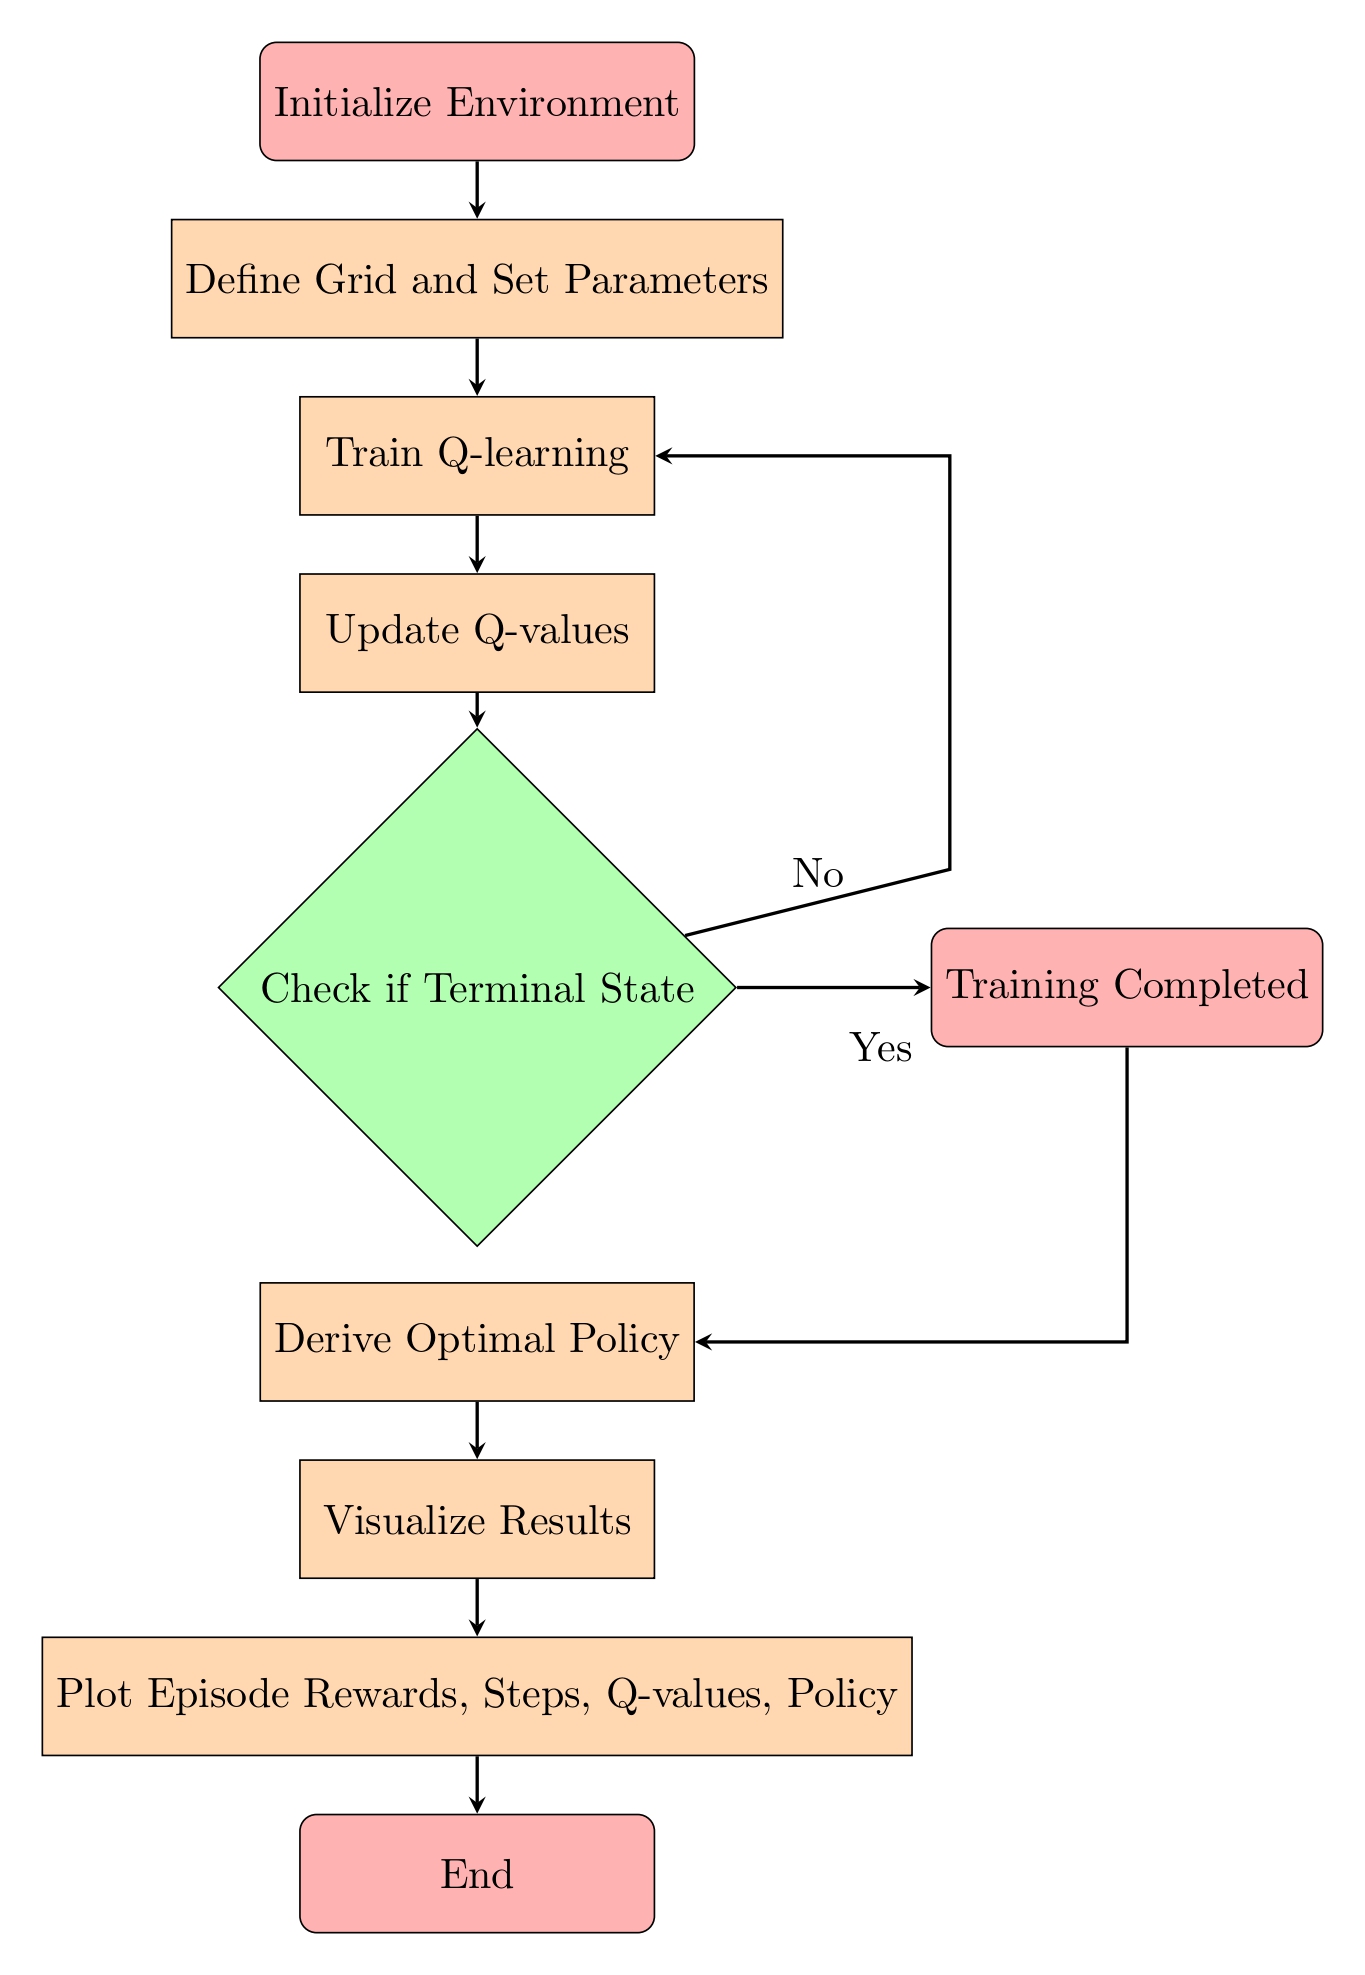 Initialize Environment
Define Grid and Set Parameters
Train Q-learning
Update Q-values
No
Check if Terminal State
Training Completed
Yes
Derive Optimal Policy
Visualize Results
Plot Episode Rewards, Steps, Q-values, Policy
End